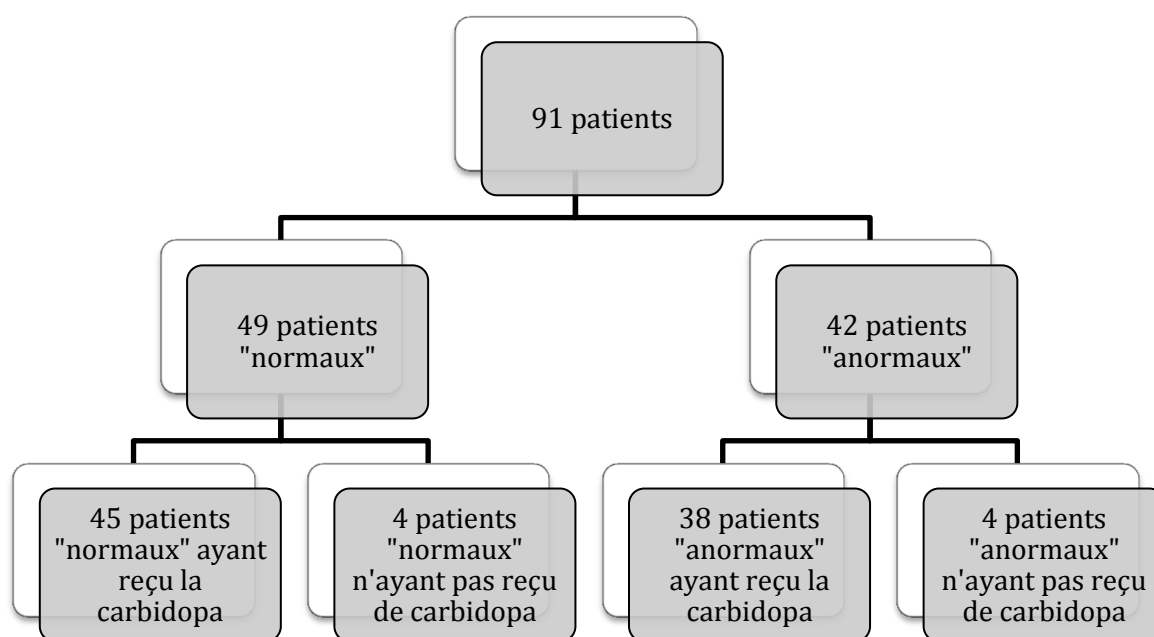 91 patients
49 patients
"normaux"
42 patients
"anormaux"
45 patients
"normaux" ayant
reçu la
carbidopa
4 patients
"normaux"
n'ayant pas reçu
de carbidopa
38 patients
"anormaux"
ayant reçu la
carbidopa
4 patients
"anormaux"
n'ayant pas reçu
de carbidopa